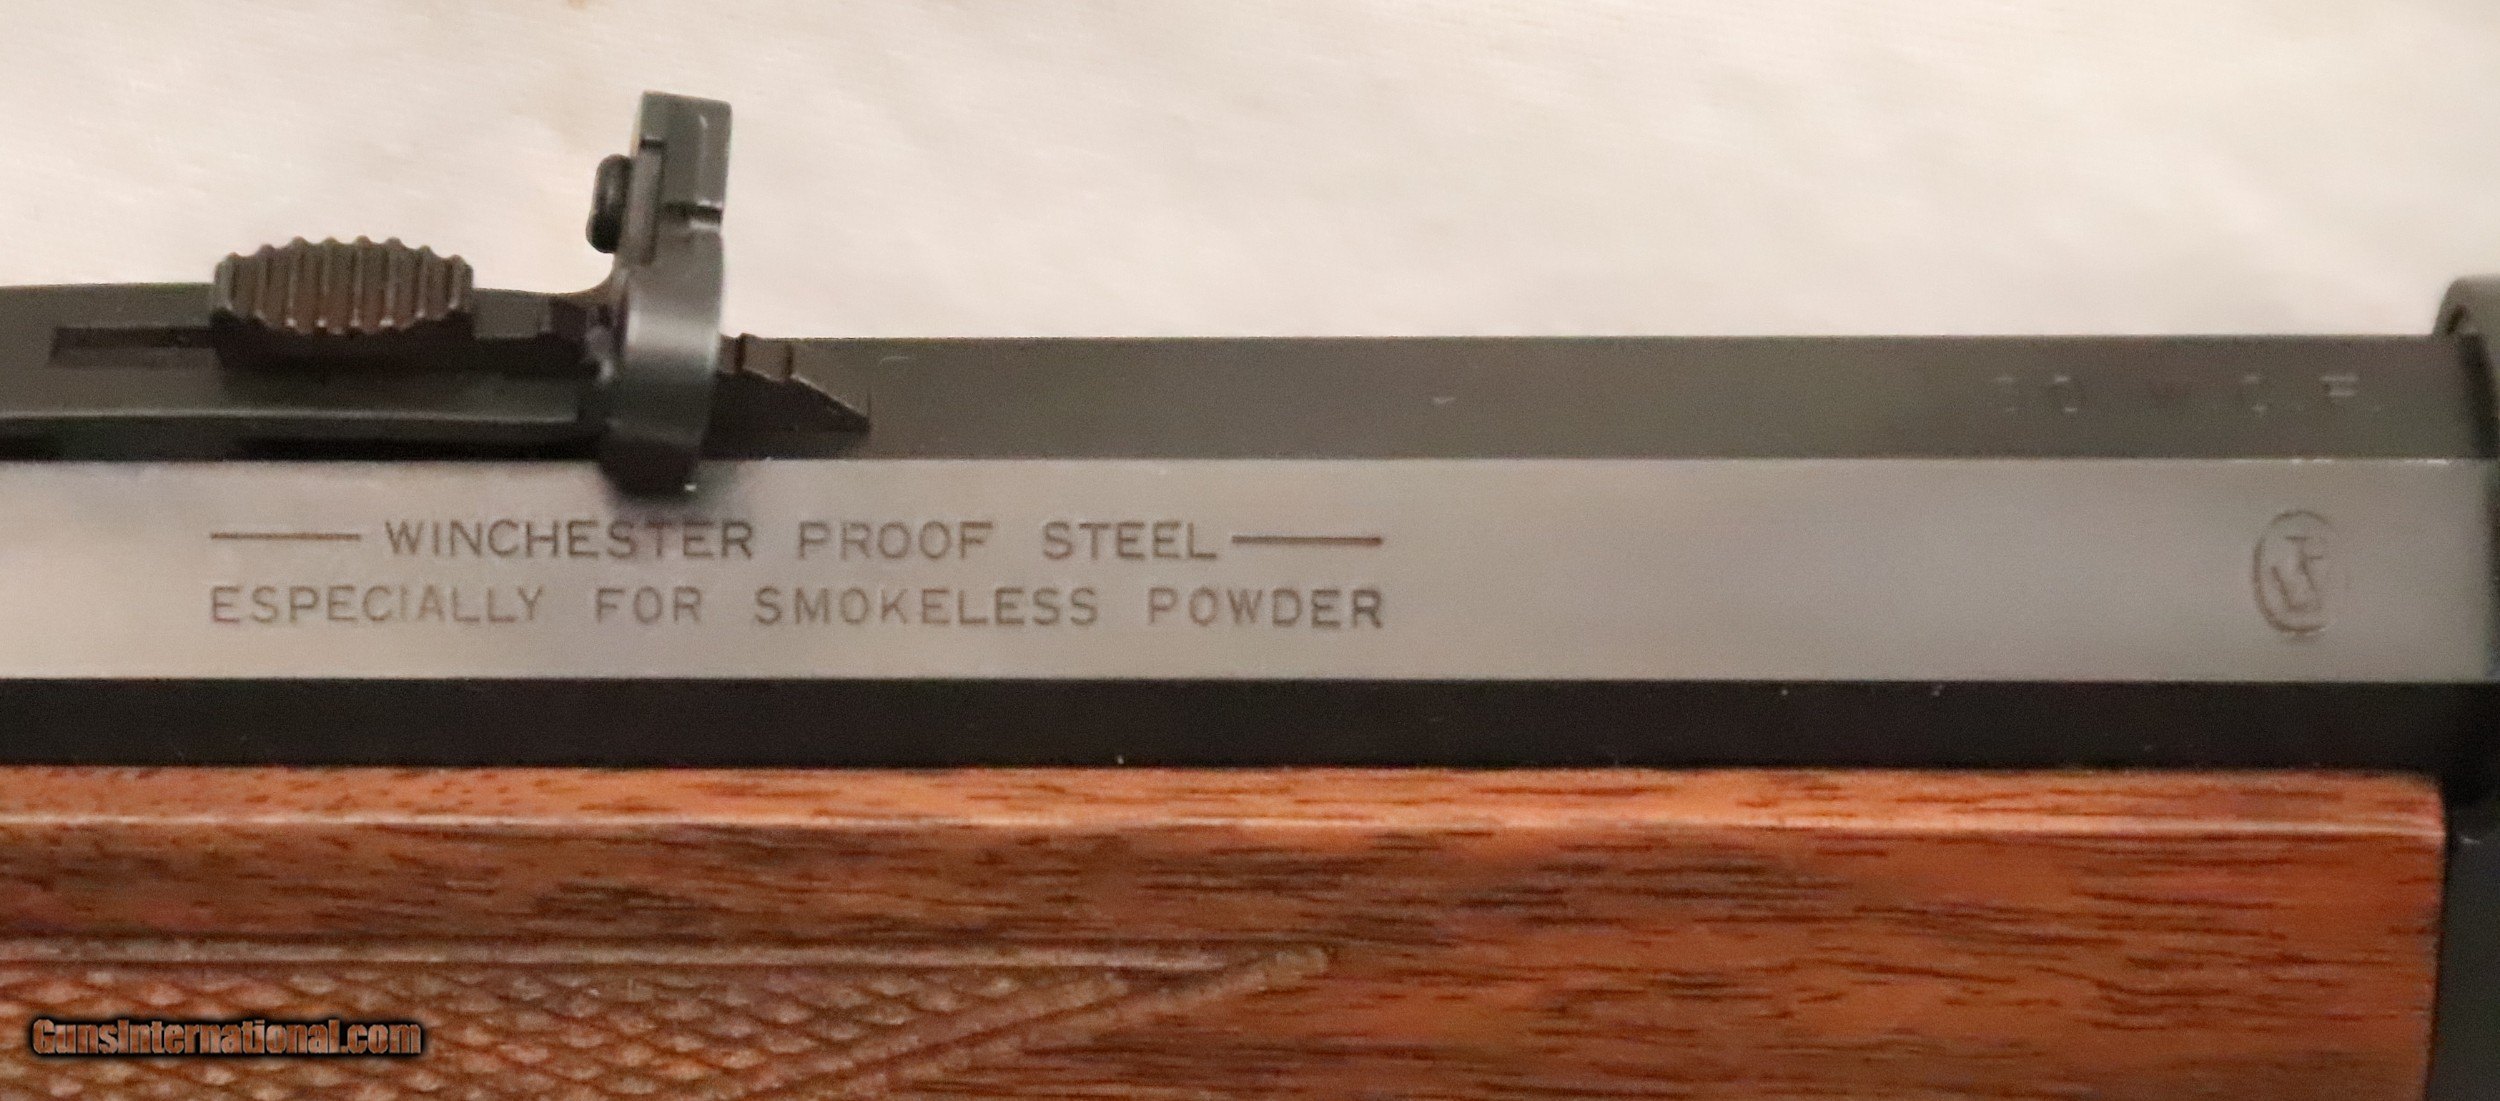 WINCHESTER PROOF STEEL
ESPECIALLY FOR SMOKELESS POWDER
GunsInternational.com